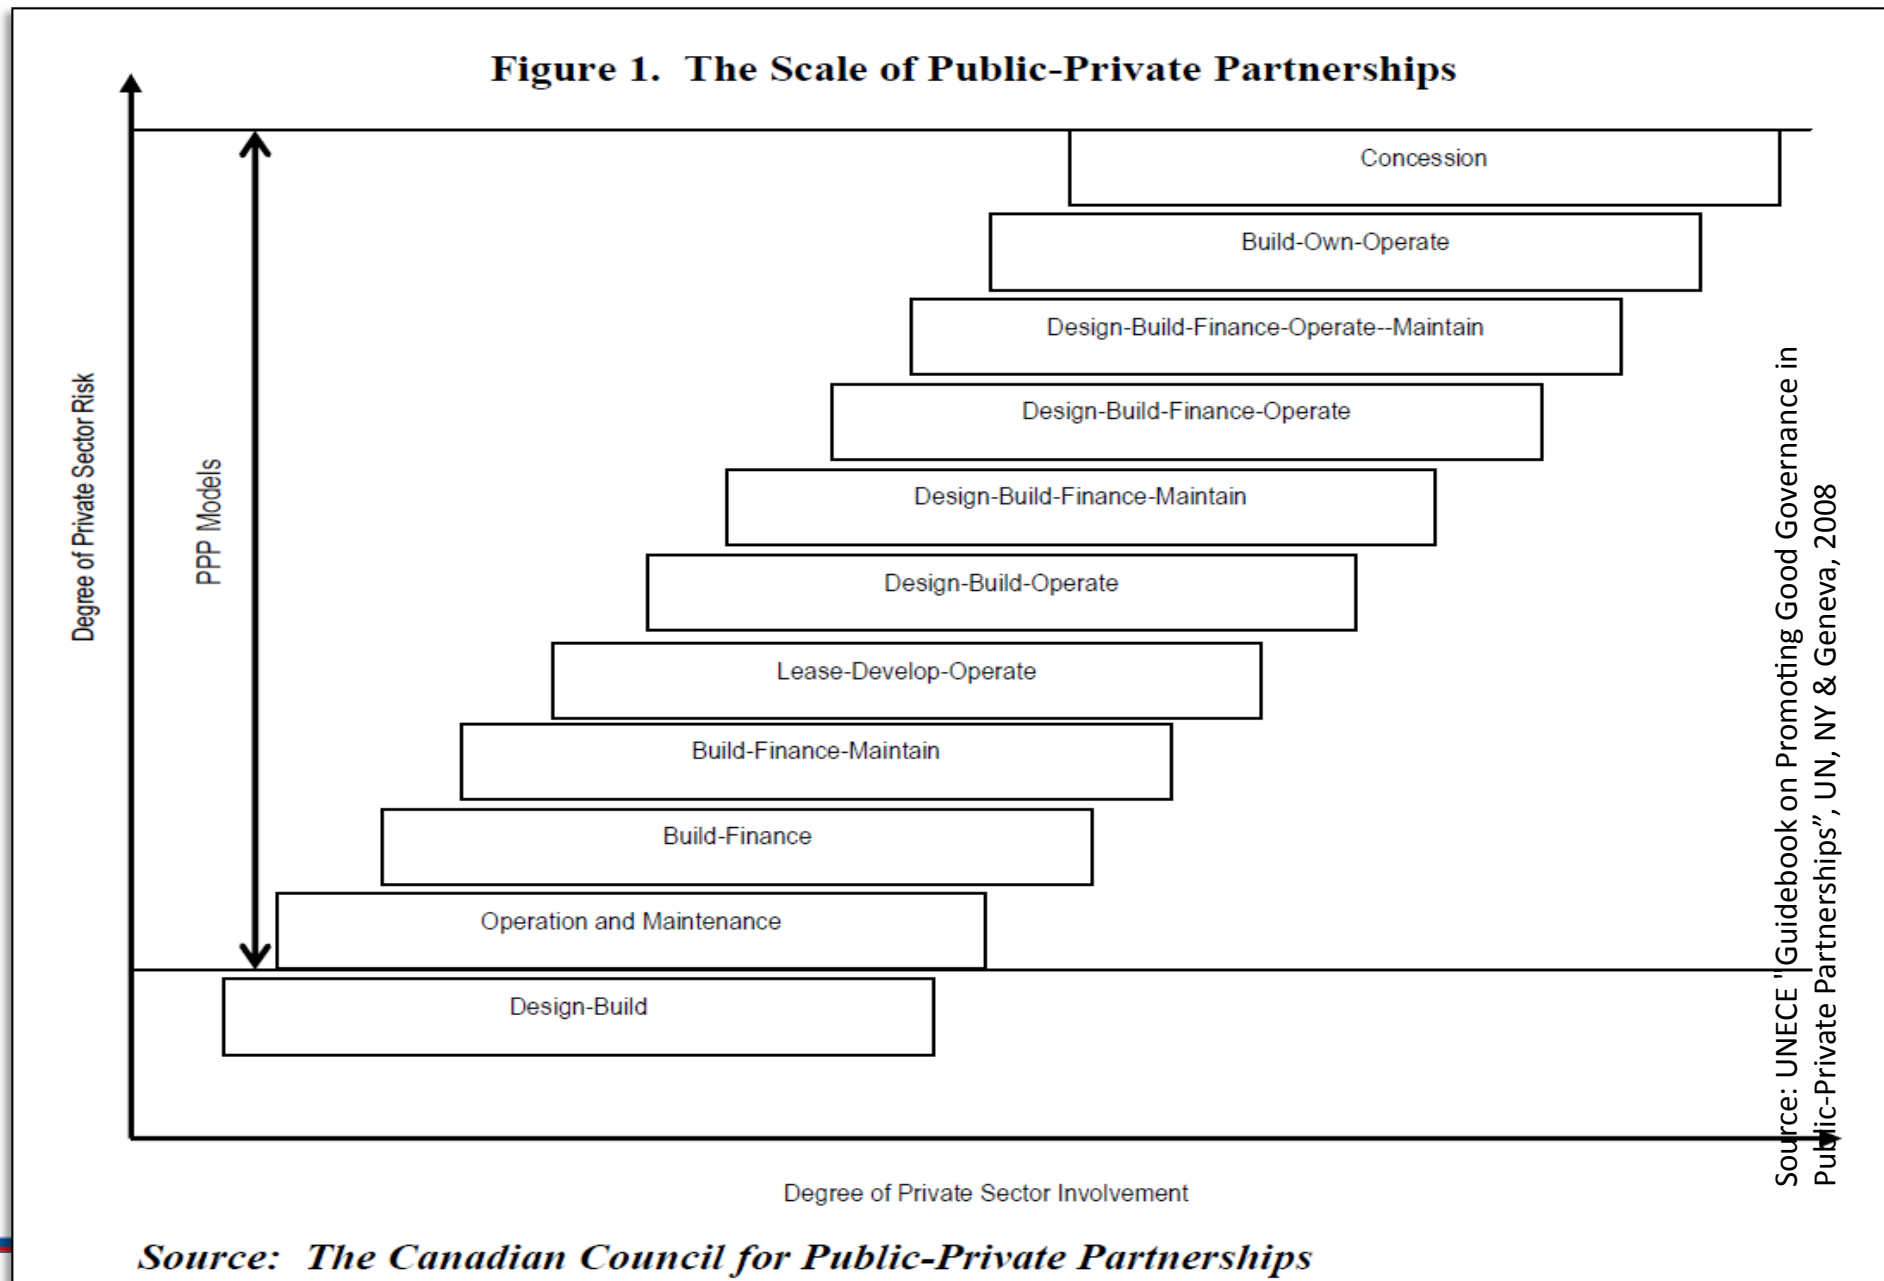 Figure 1. The Scale of Public-Private Partnerships
Concession
Build-Own-Operate
Design-Build-Finance-Operate--Maintain
Design-Build-Finance-Operate
Design-Build-Finance-Maintain
Design-Build-Operate
Lease-Develop-Operate
Build-Finance-Maintain
Build-Finance
Operation and Maintenance
Design-Build
Degree of Private Sector Risk
PPP Models
Degree of Private Sector Involvement
Source: The Canadian Council for Public-Private Partnerships
Source: UNECE "Guidebook on Promoting Good Governance in
Public-Private Partnerships”, UN, NY & Geneva, 2008